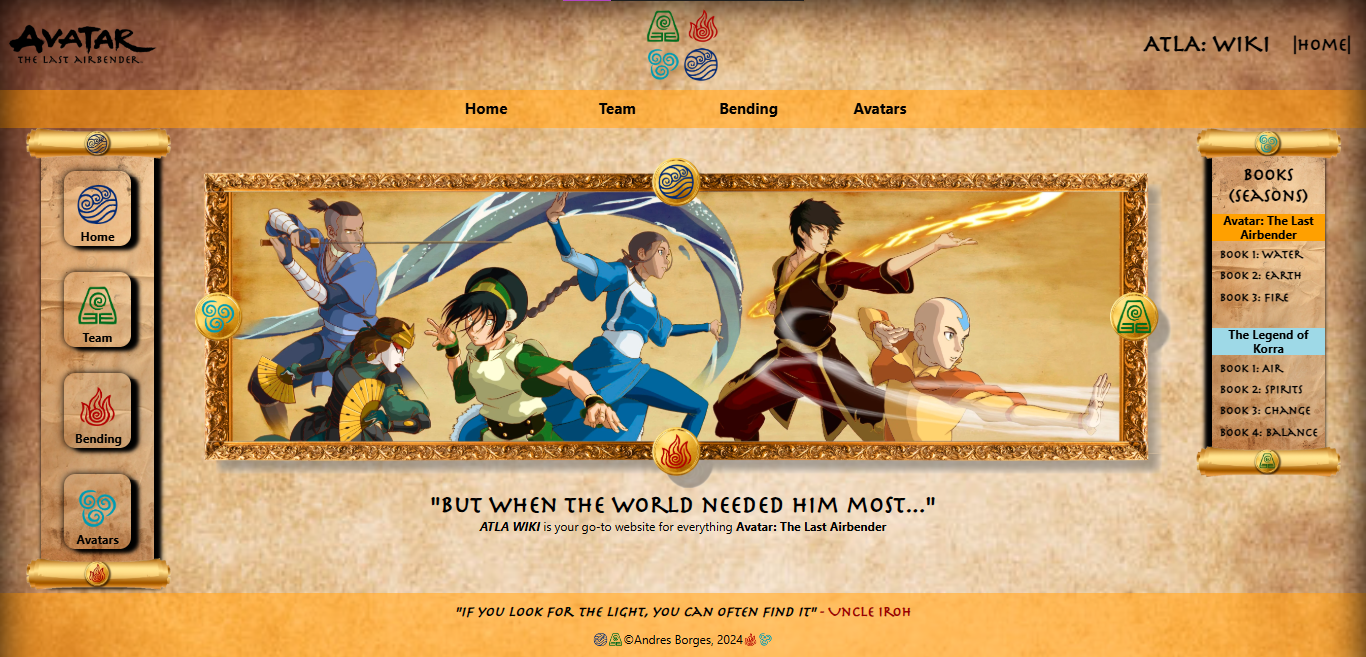 AVATAR
THE LAST AIRBENDER.
ATLA: WIKI |HOME|
Home Team Bending Avatars
Home
Team
Bending
Avatars
"BUT WHEN THE WORLD NEEDED HIM MOST..."
ATLA WIKI is your go-to website for everything Avatar: The Last Airbender
BOOKS
(SEASONS)
Avatar: The Last
Airbender
BOOK 1: WATER
BOOK 2: EARTH
BOOK 3: FIRE
The Legend of
Korra
BOOK 1: AIR
BOOK 2: SPIRITS
BOOK 3: CHANGE
BOOK 4: BALANCE
"IF YOU LOOK FOR THE LIGHT, YOU CAN OFTEN FIND IT" - UNCLE IROH
©Andres Borges, 2024